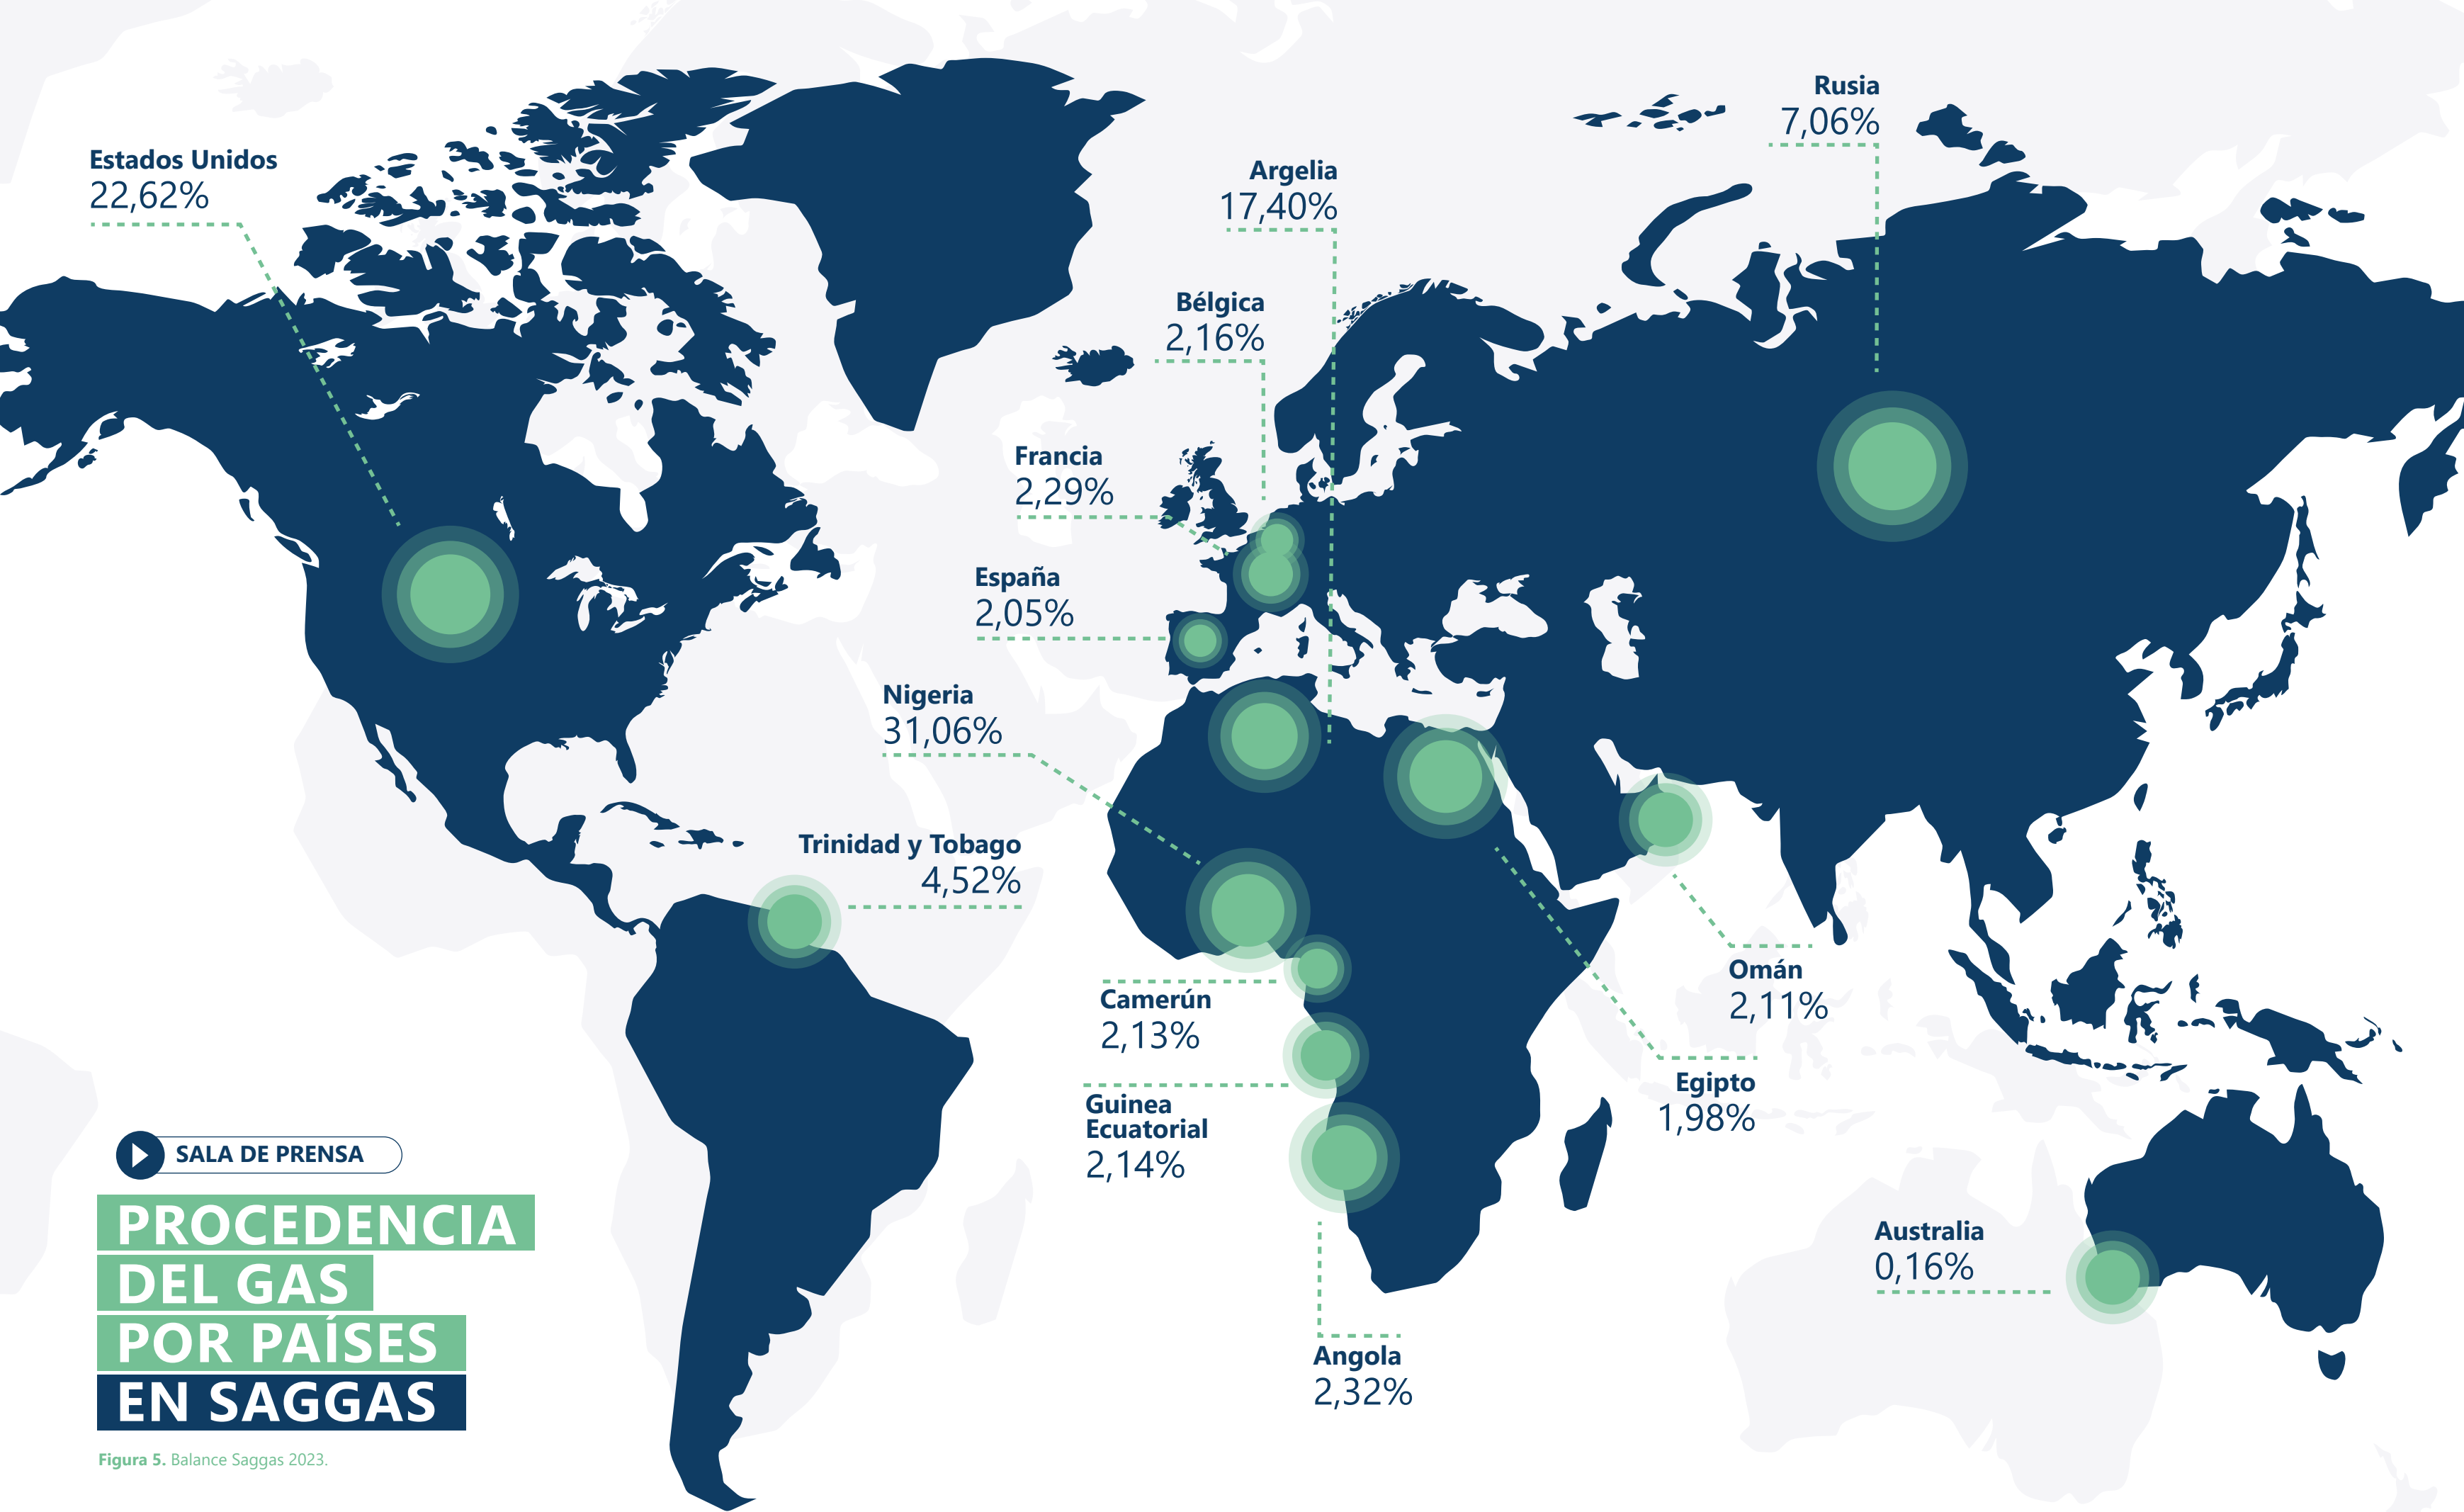 Rusia
7,06%
Estados Unidos
22,62%
Argelia
17,40%
Bélgica
2,16%
Francia
2,29%
España
2,05%
Nigeria
31,06%
Trinidad y Tobago
4,52%
Omán
2,11%
Camerún
2,13%
Egipto
1,98%
Guinea
Ecuatorial
2,14%
Australia
0,16%
Angola
2,32%
SALA DE PRENSA
PROCEDENCIA
DEL GAS
POR PAÍSES
EN SAGGAS
Figura 5. Balance Saggas 2023.